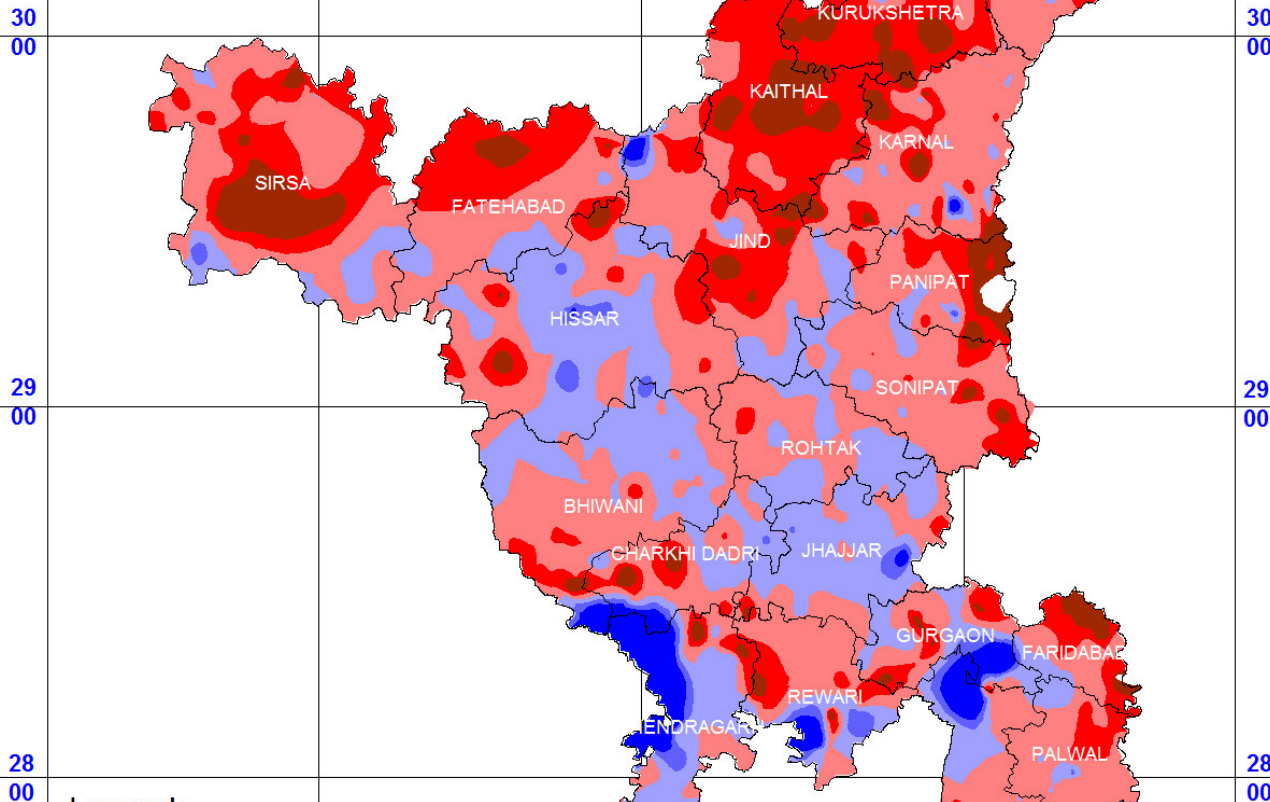 30
00
KURUKSHETRA
30
00
KAITHAL
KARNAL
SIRSA
FATEHABAD
JIND
PANIPAT
HISSAR
SONIPAT
29
00
29
00
ROHTAK
BHIWANI
CHARKHI DADRI
JHAJJAR
GURGAON
FARIDABAD
REWARI
PALWAL
28
00
28
00